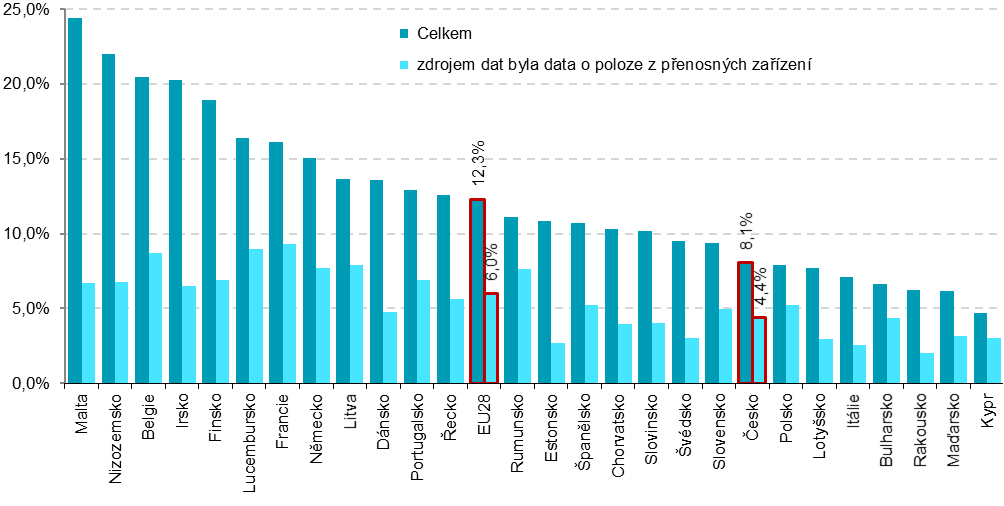 25,0%
20,0%
15,0%
10,0%
5,0%
0,0%
Celkem
zdrojem dat byla data o poloze z přenosných zařízení
12,3%
6,0%
8,1%
4,4%
Malta
Nizozemsko
Belgie
Irsko
Finsko
Lucembursko
Francie
Německo
Litva
Dánsko
Portugalsko
Řecko
EU28
Rumunsko
Estonsko
Španělsko
Chorvatsko
Slovinsko
Švédsko
Slovensko
Česko
Polsko
Lotyšsko
Itálie
Bulharsko
Rakousko
Maďarsko
Kypr